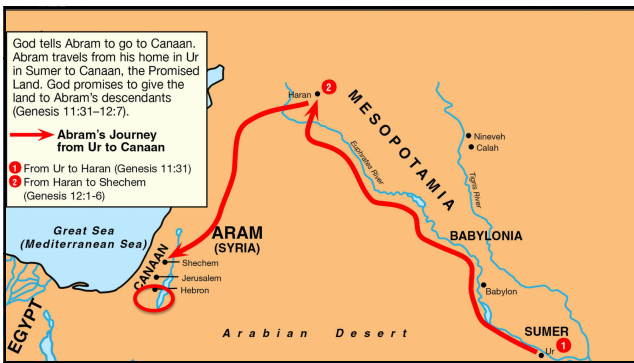 God tells Abram to go to Canaan.
Abram travels from his home in Ur
in Sumer to Canaan, the Promised
Land. God promises to give the
land to Abram's descendants
(Genesis 11:31–12:7).
Abram's Journey
from Ur to Canaan
1 From Ur to Haran (Genesis 11:31)
2 From Haran to Shechem
(Genesis 12:1-6)
Haran
2
MESOPOTAMIA
Nineveh
Calah
Euphrates River
Tigris River
Great Sea
(Mediterranean Sea)
ARAM
(SYRIA)
BABYLONIA
CANAAN
Shechem
Jerusalem
Hebron
Babylon
EGYPT
Arabian Desert
SUMER
Ur
1